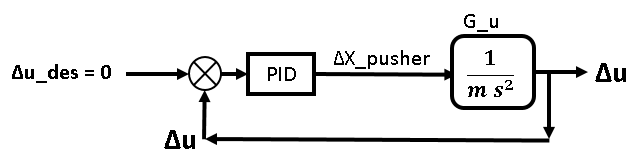 G_u
Δu_des = 0
PID
ΔX_pusher
1
m s²
Δu
Δu